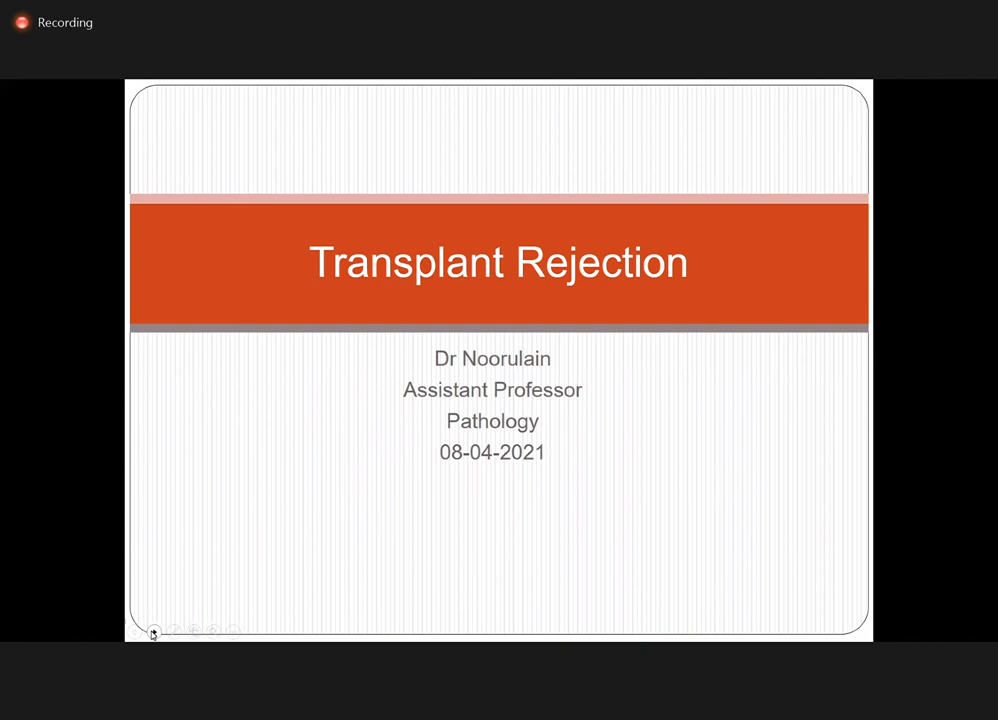 Recording
Transplant Rejection
Dr Noorulain
Assistant Professor
Pathology
08-04-2021